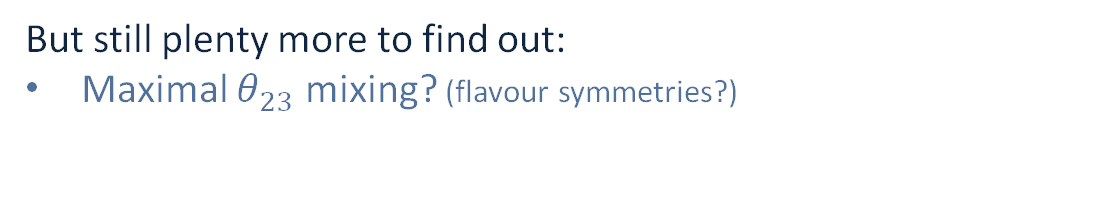 But still plenty more to find out:
• Maximal θ₂₃ mixing? (flavour symmetries?)